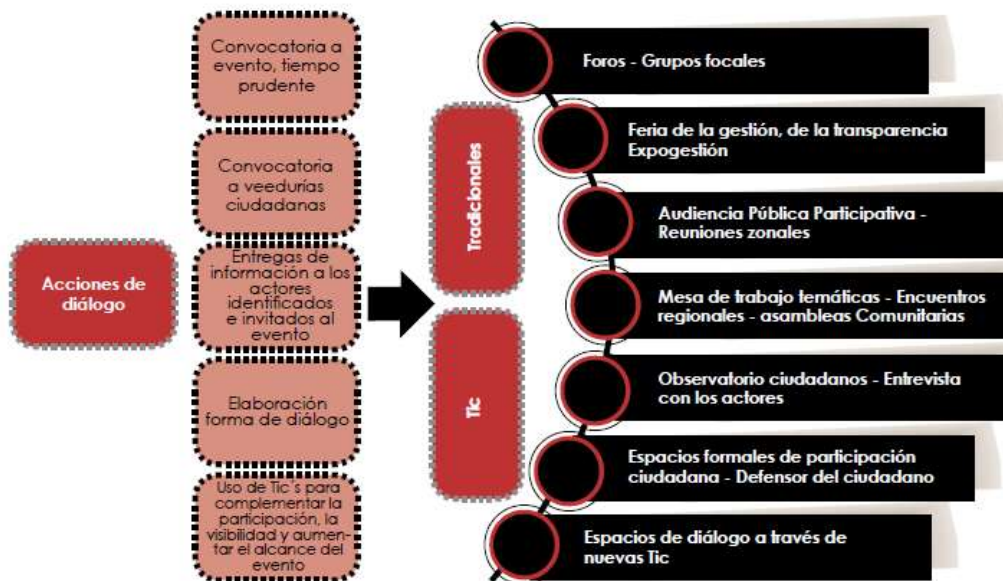 Acciones de
diálogo
Convocatoria a
evento, tiempo
prudente
Convocatoria
a veedurías
ciudadanas
Entregas de
información a los
actores
identificados
e invitados al
evento
Elaboración
forma de diálogo
Uso de Tic´s para
complementar la
participación, la
visibilidad y aumen-
tar el alcance del
evento
Tradicionales
Tic
Foros - Grupos focales
Feria de la gestión, de la transparencia
Expogestión
Audiencia Pública Participativa -
Reuniones zonales
Mesa de trabajo temáticas - Encuentros
regionales - asambleas Comunitarias
Observatorio ciudadanos - Entrevista
con los actores
Espacios formales de participación
ciudadana - Defensor del ciudadano
Espacios de diálogo a través de
nuevas Tic